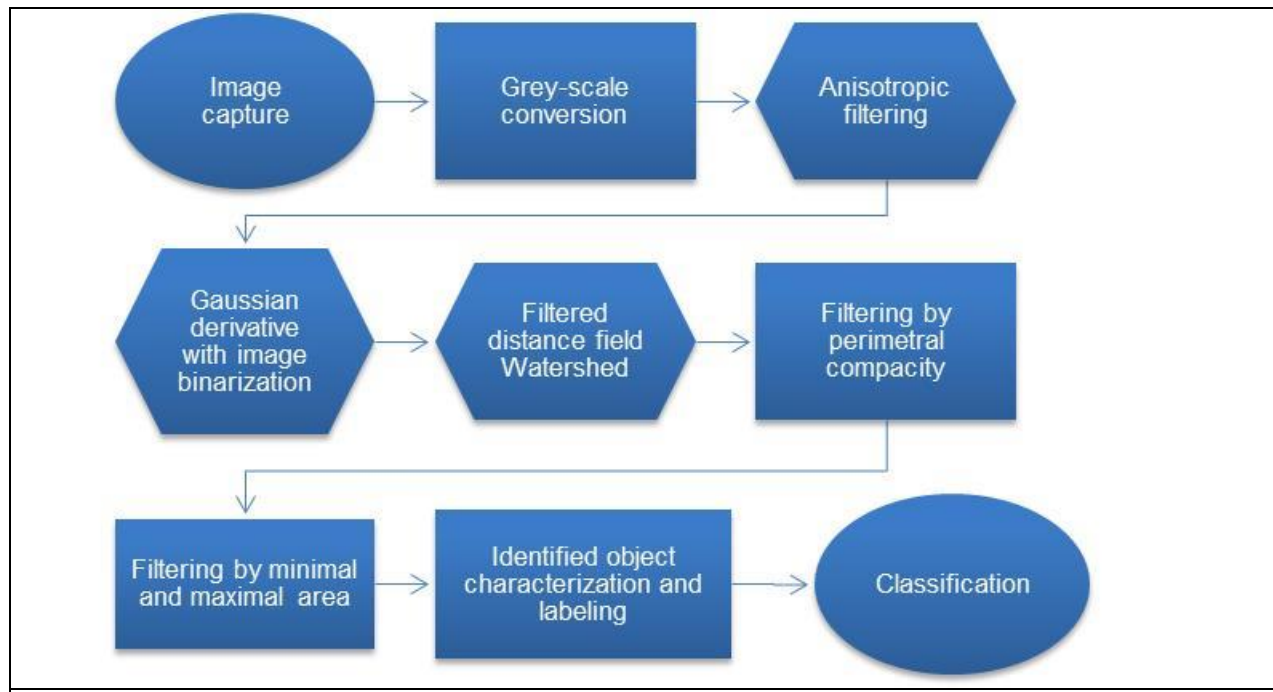 Image
capture
Grey-scale
conversion
Anisotropic
filtering
Gaussian
derivative
with image
binarization
Filtered
distance field
Watershed
Filtering by
perimetral
compacity
Filtering by minimal
and maximal area
Identified object
characterization and
labeling
Classification